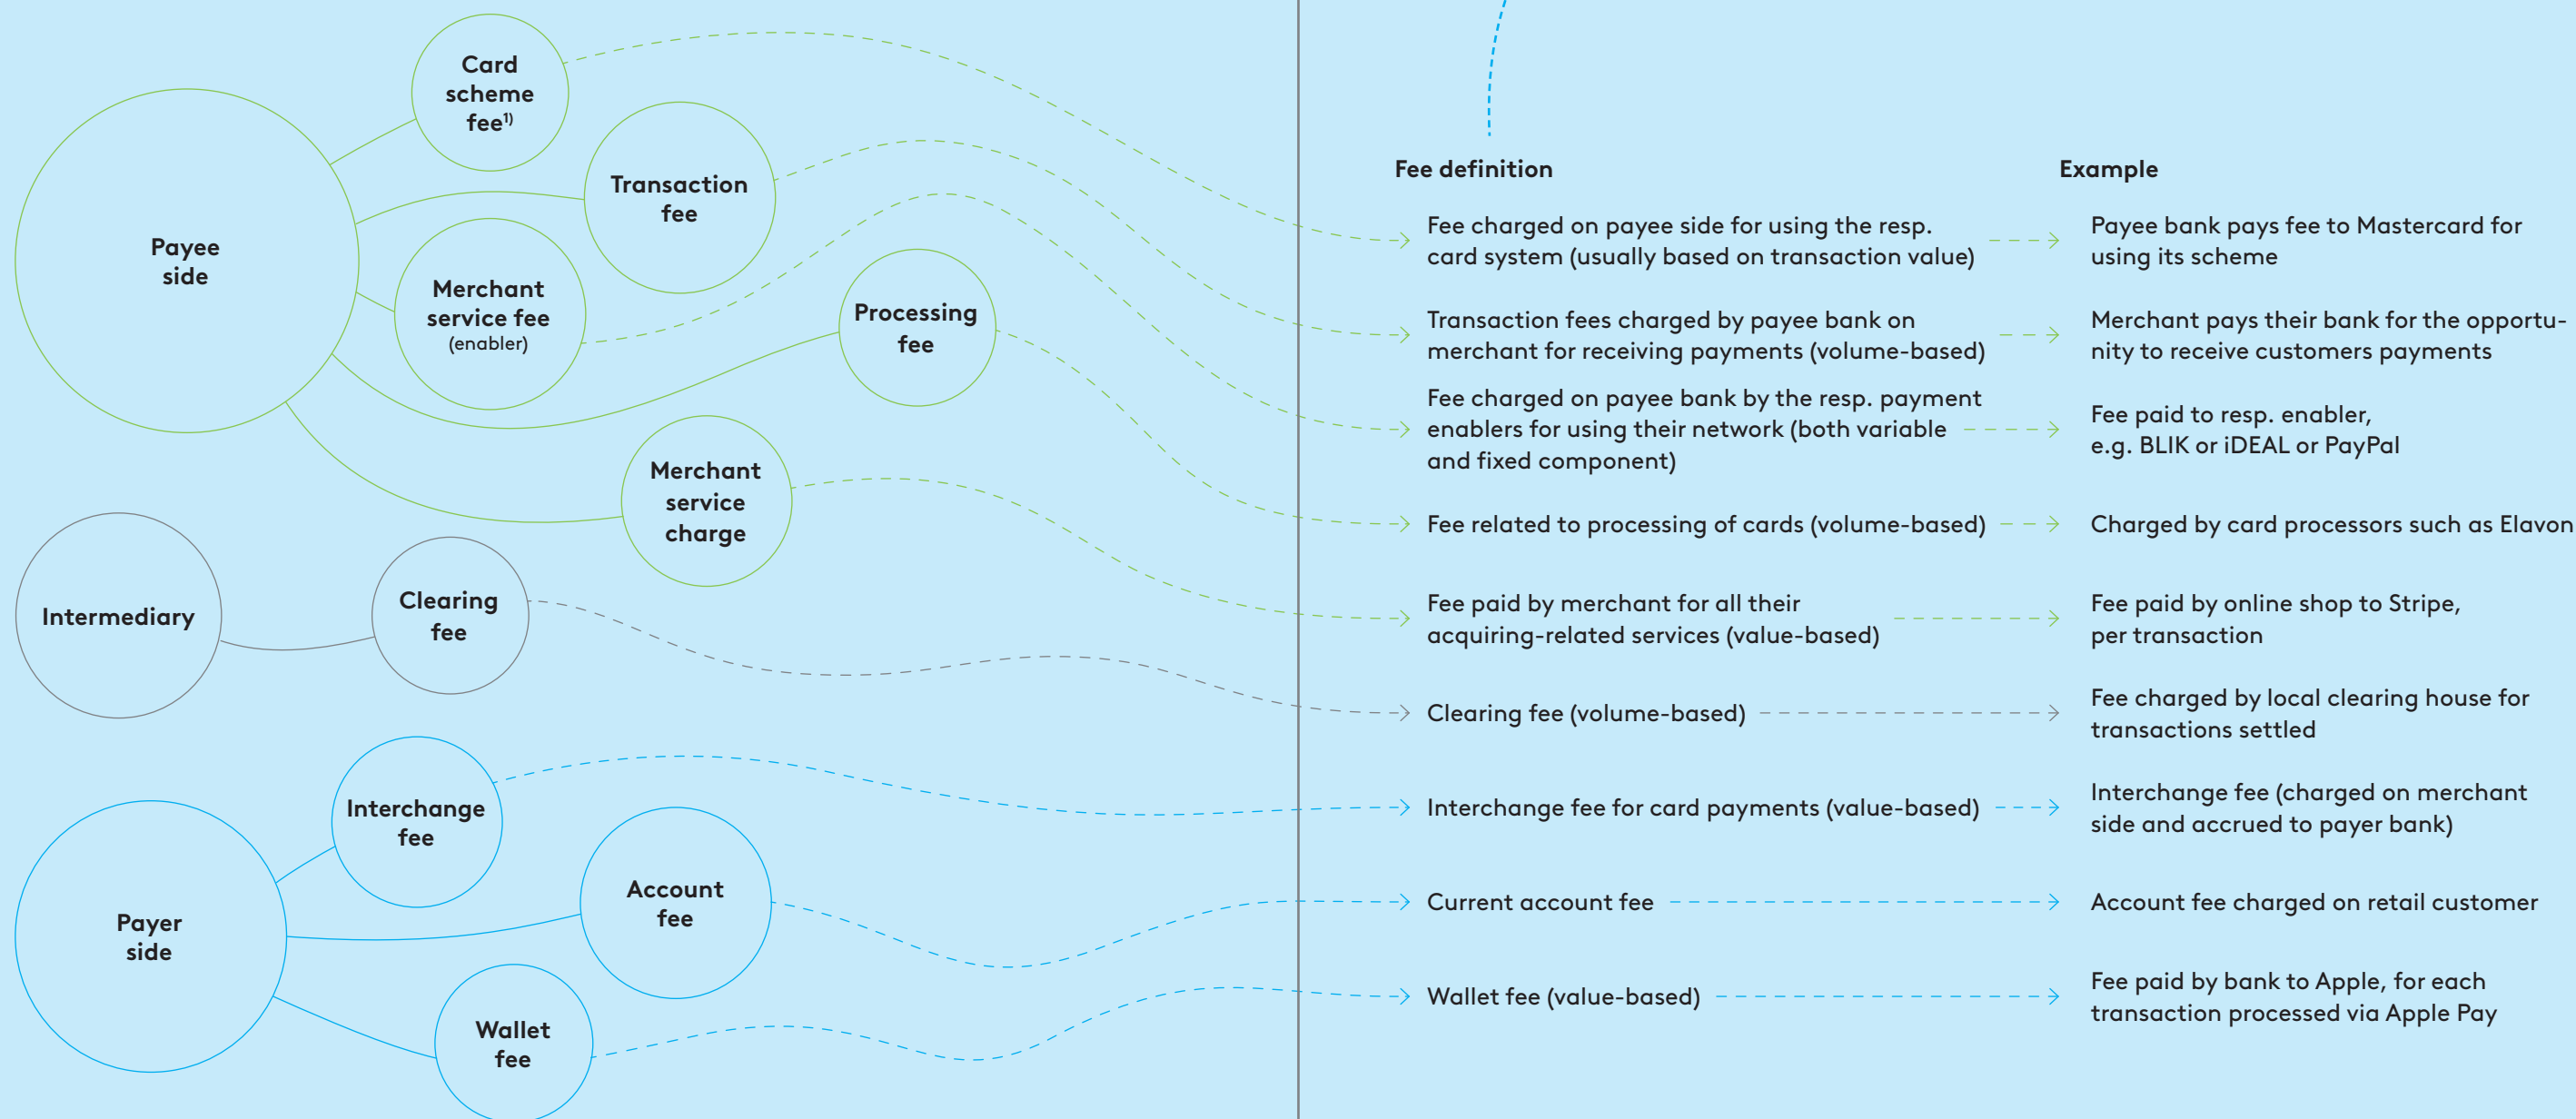 Card
scheme
fee¹⁾
Transaction
fee
Payee
side
Merchant
service fee
(enabler)
Processing
fee
Merchant
service
charge
Intermediary
Clearing
fee
Interchange
fee
Account
fee
Payer
side
Wallet
fee
Fee definition
Example
Fee charged on payee side for using the resp.
card system (usually based on transaction value)
Payee bank pays fee to Mastercard for
using its scheme
Transaction fees charged by payee bank on
merchant for receiving payments (volume-based)
Merchant pays their bank for the opportu-
nity to receive customers payments
Fee charged on payee bank by the resp. payment
enablers for using their network (both variable
and fixed component)
Fee paid to resp. enabler,
e.g. BLIK or iDEAL or PayPal
Fee related to processing of cards (volume-based)
Charged by card processors such as Elavon
Fee paid by merchant for all their
acquiring-related services (value-based)
Fee paid by online shop to Stripe,
per transaction
Clearing fee (volume-based)
Fee charged by local clearing house for
transactions settled
Interchange fee for card payments (value-based)
Interchange fee (charged on merchant
side and accrued to payer bank)
Current account fee
Account fee charged on retail customer
Wallet fee (value-based)
Fee paid by bank to Apple, for each
transaction processed via Apple Pay